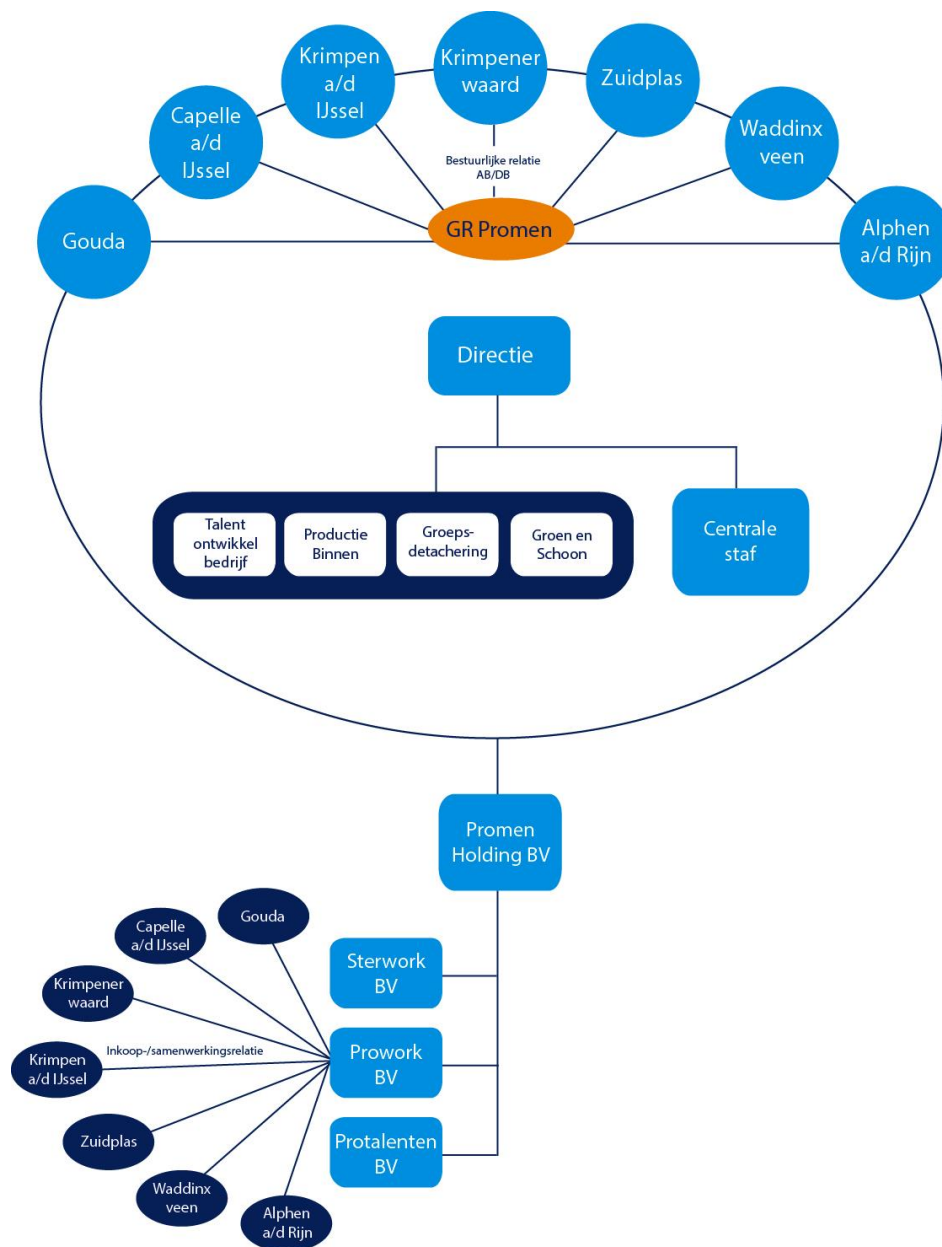 Krimpener
waard
Krimpen
a/d
IJssel
Zuidplas
Capelle
a/d
IJssel
Waddinx
veen
Bestuurlijke relatie
AB/DB
Gouda
GR Promen
Alphen
a/d Rijn
Directie
Talent
ontwikkel
bedrijf
Productie
Binnen
Groeps-
detachering
Groen en
Schoon
Centrale
staf
Promen
Holding BV
Gouda
Capelle
a/d IJssel
Sterwork
BV
Krimpener
waard
Inkoop-/samenwerkingsrelatie
Krimpen
a/d IJssel
Prowork
BV
Zuidplas
Protalenten
BV
Waddinx
veen
Alphen
a/d Rijn